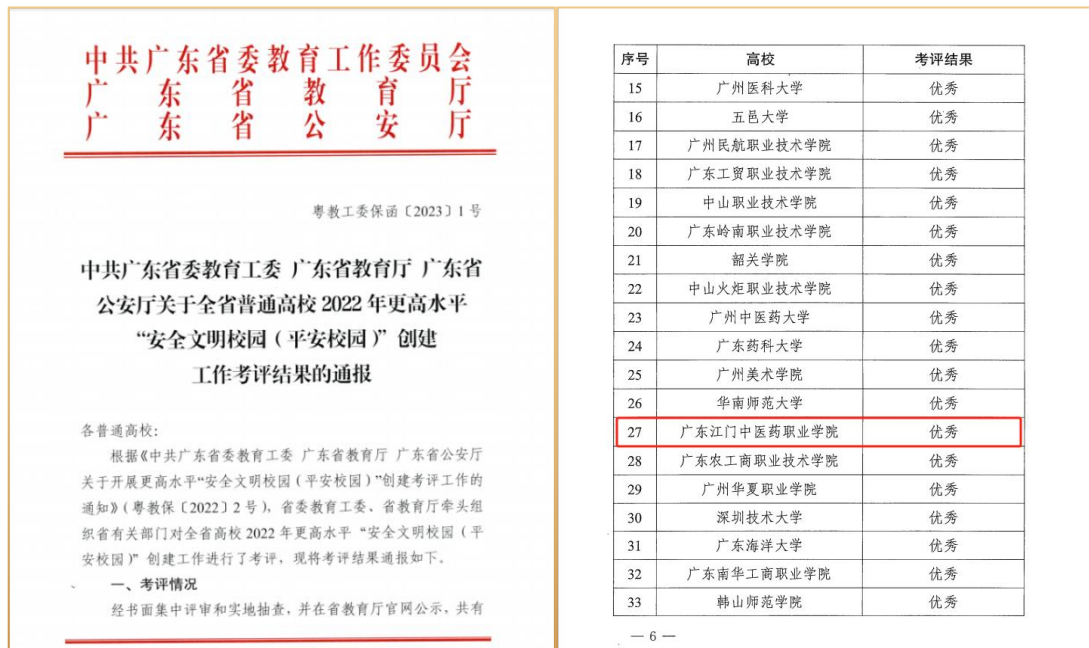 中共广东省委教育工作委员会
广东省教育厅
广东省公安厅
粤教工委保函〔2023〕1号
中共广东省委教育工委 广东省教育厅 广东省
公安厅关于全省普通高校2022年更高水平
“安全文明校园（平安校园）”创建
工作考评结果的通报
各普通高校：
根据《中共广东省委教育工委 广东省教育厅 广东省公安厅
关于开展更高水平“安全文明校园（平安校园）”创建考评工作的
通知》（粤教保〔2022〕2号），省委教育工委、省教育厅牵头组
织省有关部门对全省高校2022年更高水平“安全文明校园（平
安校园）”创建工作进行了考评，现将考评结果通报如下。
一、考评情况
经书面集中评审和实地抽查，并在省教育厅官网公示，共有
序号 高校 考评结果
15 广州医科大学 优秀
16 五邑大学 优秀
17 广州民航职业技术学院 优秀
18 广东工贸职业技术学院 优秀
19 中山职业技术学院 优秀
20 广东岭南职业技术学院 优秀
21 韶关学院 优秀
22 中山火炬职业技术学院 优秀
23 广州中医药大学 优秀
24 广东药科大学 优秀
25 广州美术学院 优秀
26 华南师范大学 优秀
27 广东江门中医药职业学院 优秀
28 广东农工商职业技术学院 优秀
29 广州华夏职业学院 优秀
30 深圳技术大学 优秀
31 广东海洋大学 优秀
32 广东南华工商职业学院 优秀
33 韩山师范学院 优秀
— 6 —